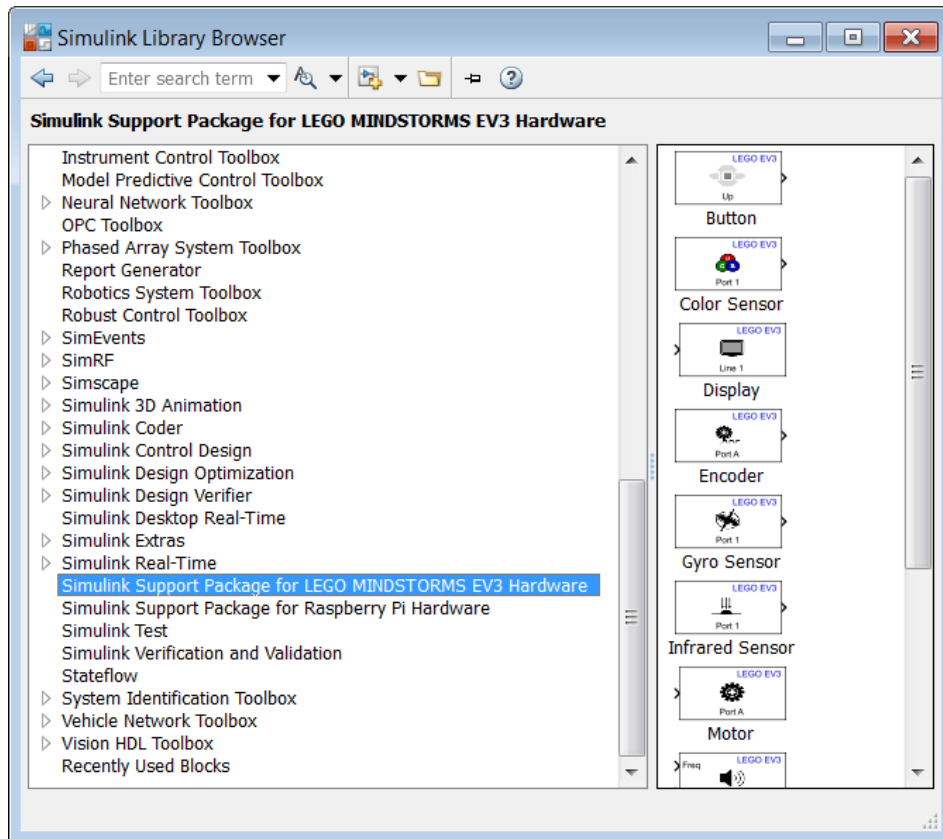 Simulink Library Browser
Enter search term
Simulink Support Package for LEGO MINDSTORMS EV3 Hardware
Instrument Control Toolbox
Model Predictive Control Toolbox
Neural Network Toolbox
OPC Toolbox
Phased Array System Toolbox
Report Generator
Robotics System Toolbox
Robust Control Toolbox
SimEvents
SimRF
Simscape
Simulink 3D Animation
Simulink Coder
Simulink Control Design
Simulink Design Optimization
Simulink Design Verifier
Simulink Desktop Real-Time
Simulink Extras
Simulink Real-Time
Simulink Support Package for LEGO MINDSTORMS EV3 Hardware
Simulink Support Package for Raspberry Pi Hardware
Simulink Test
Simulink Verification and Validation
Stateflow
System Identification Toolbox
Vehicle Network Toolbox
Vision HDL Toolbox
Recently Used Blocks
LEGO EV3
Up
Button
LEGO EV3
Port 1
Color Sensor
LEGO EV3
Line 1
Display
LEGO EV3
Port A
Encoder
LEGO EV3
Port 1
Gyro Sensor
LEGO EV3
Port 1
Infrared Sensor
LEGO EV3
Port A
Motor
LEGO EV3
Freq